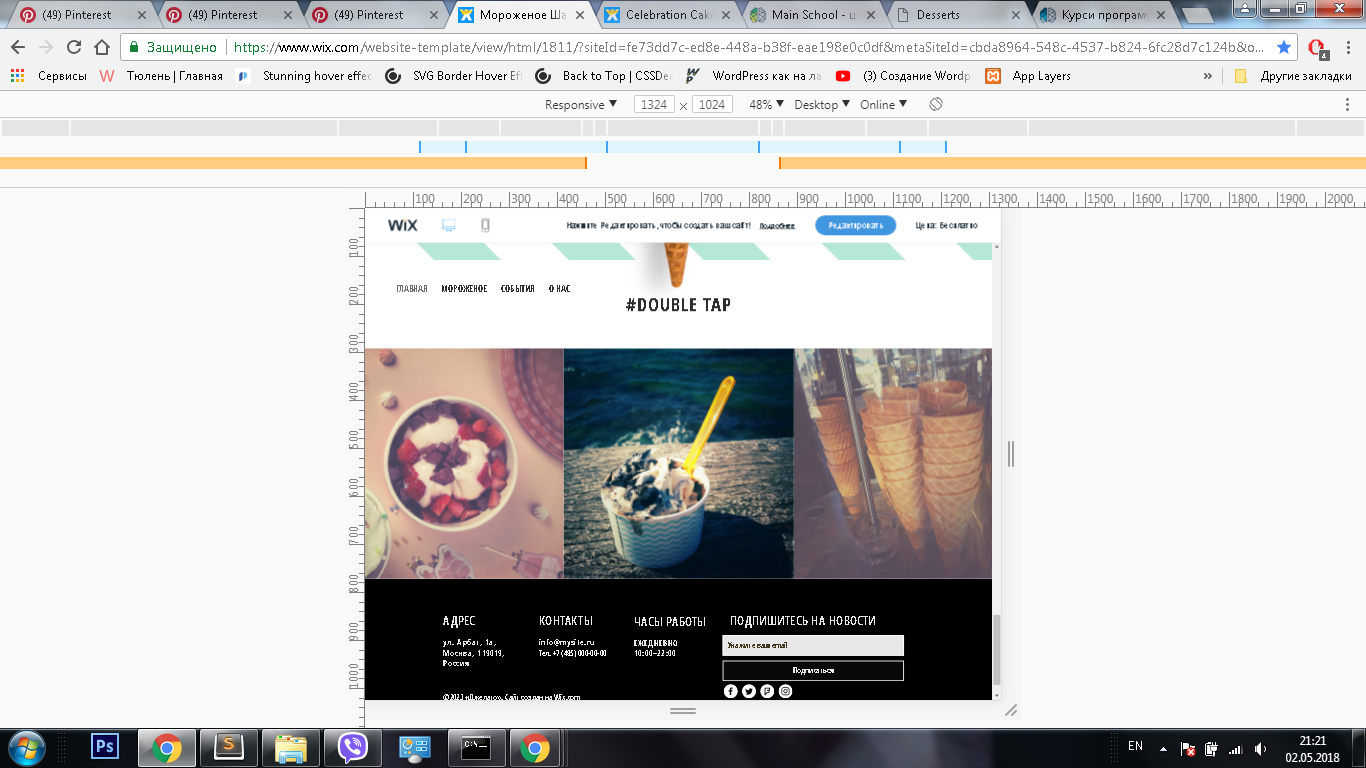 (49) Pinterest
(49) Pinterest
(49) Pinterest
Мороженое Ша
Celebration Cake
Main School - ш
Desserts
Курси програм
Защищено
https://www.wix.com/website-template/view/html/1811/?siteId=fe73dd7c-ed8e-448a-b38f-eae198e0c0df&metaSiteId=cbda8964-548c-4537-b824-6fc28d7c124b&o...
4
Сервисы
Тюлень | Главная
Stunning hover effec
SVG Border Hover Eff
Back to Top | CSSDec
WordPress как на ла
(3) Создание Wordp
App Layers
»
Другие закладки
Responsive ▼ 1324 × 1024 48% ▼ Desktop ▼ Online ▼
100 200 300 400 500 600 700 800 900 1000 1100 1200 1300 1400 1500 1600 1700 1800 1900 2000
100
200
300
400
500
600
700
800
900
1000
WiX
Нажмите Редактировать, чтобы создать ваш сайт!
Подробнее
Редактировать
Цена: Бесплатно
ГЛАВНАЯ МОРОЖЕНОЕ СОБЫТИЯ О НАС
#DOUBLE TAP
АДРЕС
ул. Арбат, 1а,
Москва, 119019,
Россия
КОНТАКТЫ
info@mysite.ru
Тел. +7 (495) 000-00-00
ЧАСЫ РАБОТЫ
ЕЖЕДНЕВНО
10:00–22:00
ПОДПИШИТЕСЬ НА НОВОСТИ
Укажите ваш email
Подписаться
Сайт создан на Wix.com
Ps
S
C:\
EN
21:21
02.05.2018